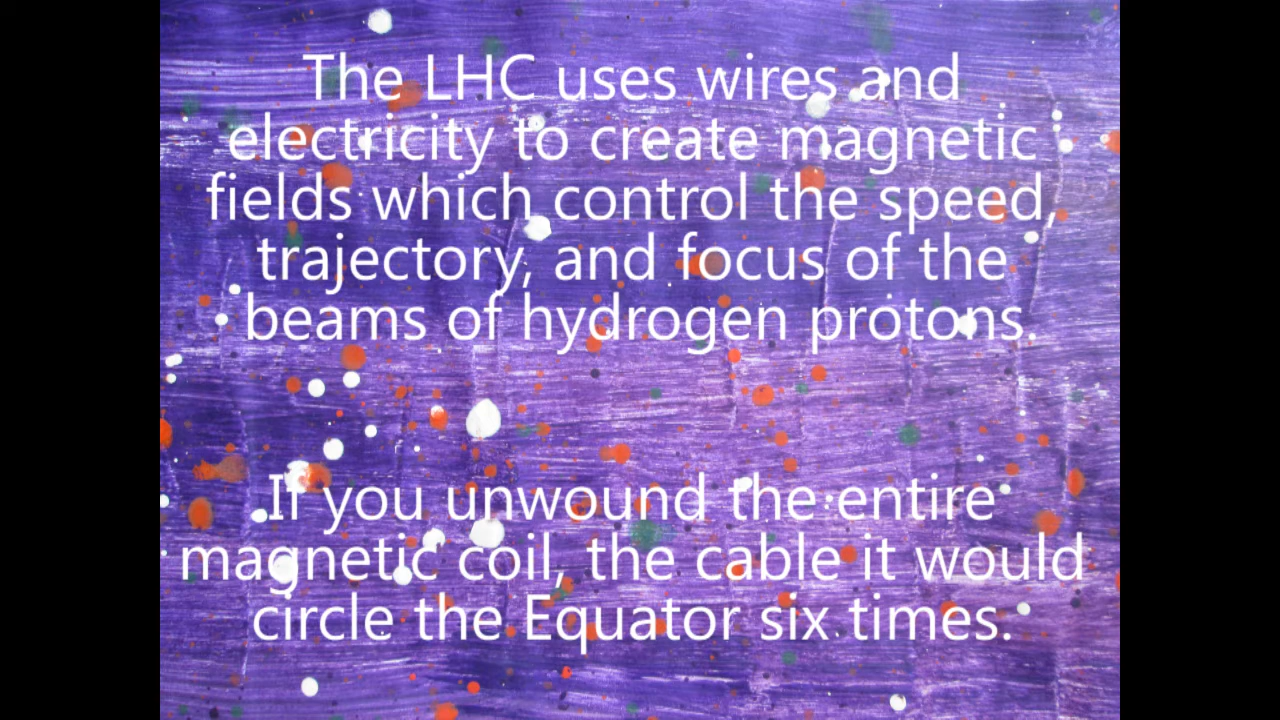 The LHC uses wires and
electricity to create magnetic
fields which control the speed,
trajectory, and focus of the
beams of hydrogen protons.
If you unwound the entire
magnetic coil, the cable it would
circle the Equator six times.